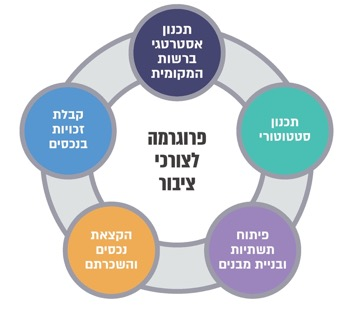 תכנון
אסטרטגי
ברשות
המקומית
תכנון
סטטוטורי
פיתוח
תשתיות
ובניית מבנים
הקצאת
נכסים
והשכרתם
קבלת
זכויות
בנכסים
פרוגרמה
לצורכי
ציבור